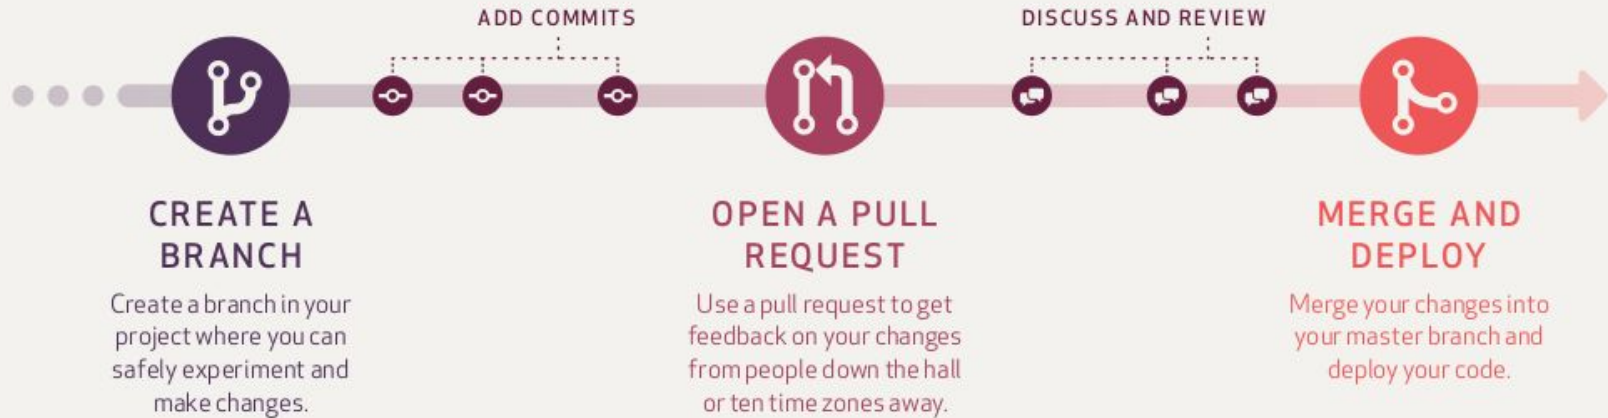 ADD COMMITS
DISCUSS AND REVIEW
CREATE A
BRANCH
Create a branch in your
project where you can
safely experiment and
make changes.
OPEN A PULL
REQUEST
Use a pull request to get
feedback on your changes
from people down the hall
or ten time zones away.
MERGE AND
DEPLOY
Merge your changes into
your master branch and
deploy your code.